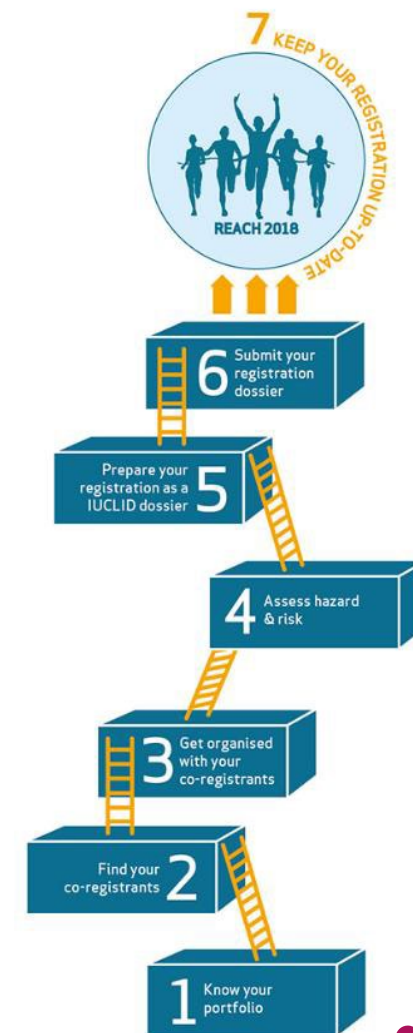 7 KEEP YOUR REGISTRATION UP-TO-DATE
REACH 2018
6
Submit your
registration
dossier
Prepare your
registration as a
IUCLID dossier
5
4
Assess hazard
& risk
3
Get organised
with your
co-registrants
Find your
co-registrants
2
1
Know your
portfolio